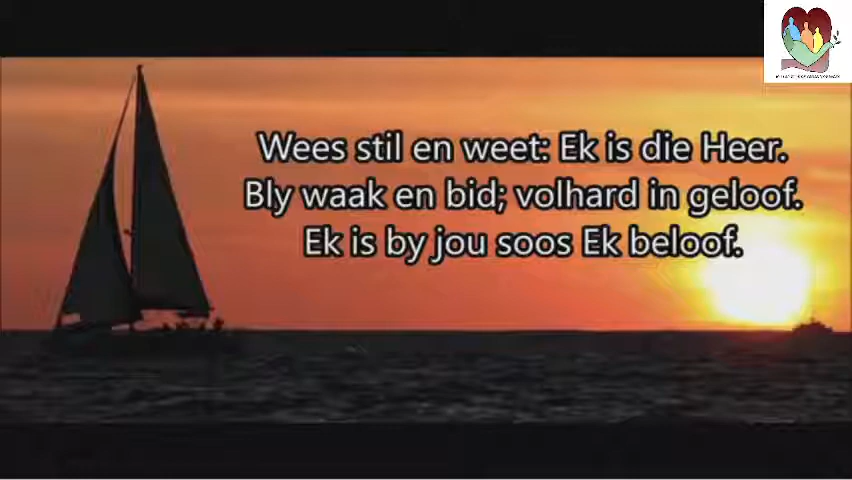 Wees stil en weet: Ek is die Heer.
Bly waak en bid; volhard in geloof.
Ek is by jou soos Ek beloof.